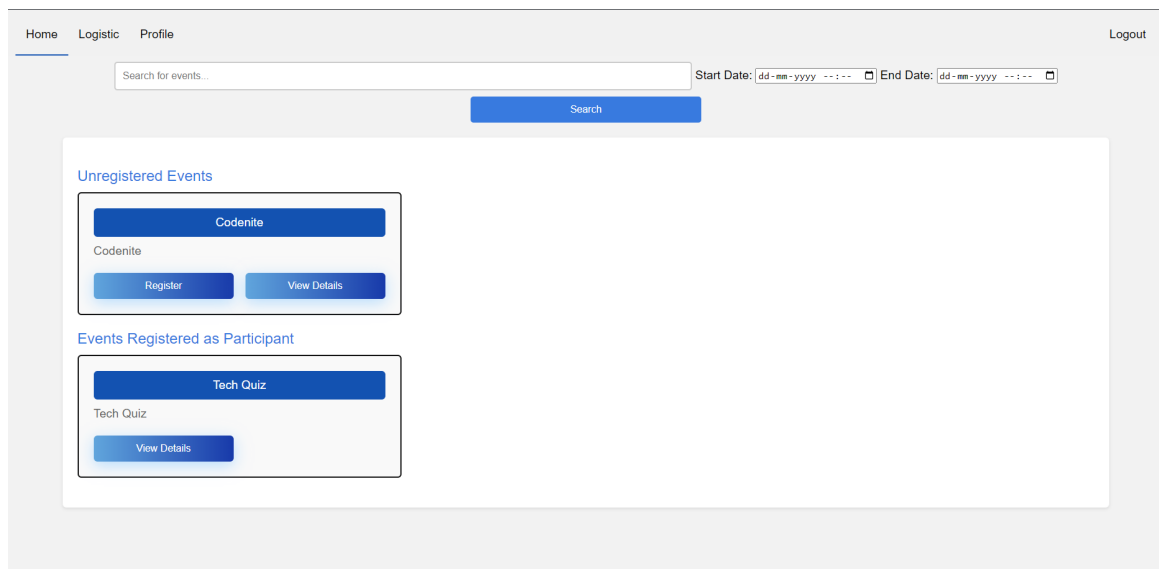 Home Logistic Profile Logout
Search for events... Start Date: dd-mm-yyyy --:-- End Date: dd-mm-yyyy --:--
Search
Unregistered Events
Codenite
Codenite
Register View Details
Events Registered as Participant
Tech Quiz
Tech Quiz
View Details